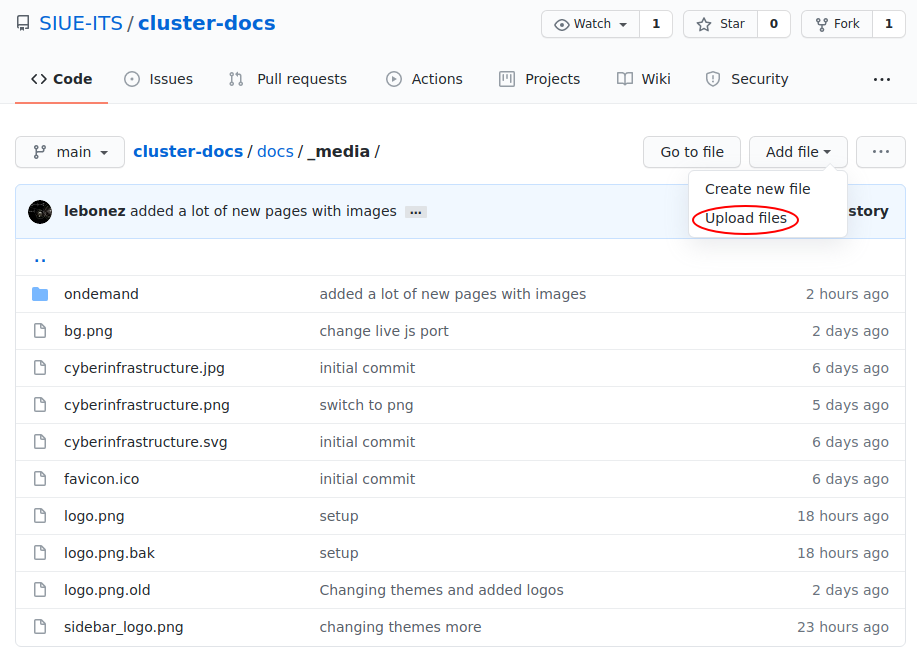 SIUE-ITS / cluster-docs
Watch 1 Star 0 Fork 1
Code Issues Pull requests Actions Projects Wiki Security ...
main cluster-docs / docs / _media / Go to file Add file ...
Create new file
lebonez added a lot of new pages with images ... story
Upload files
..
ondemand added a lot of new pages with images 2 hours ago
bg.png change live js port 2 days ago
cyberinfrastructure.jpg initial commit 6 days ago
cyberinfrastructure.png switch to png 5 days ago
cyberinfrastructure.svg initial commit 6 days ago
favicon.ico initial commit 6 days ago
logo.png setup 18 hours ago
logo.png.bak setup 18 hours ago
logo.png.old Changing themes and added logos 2 days ago
sidebar_logo.png changing themes more 23 hours ago